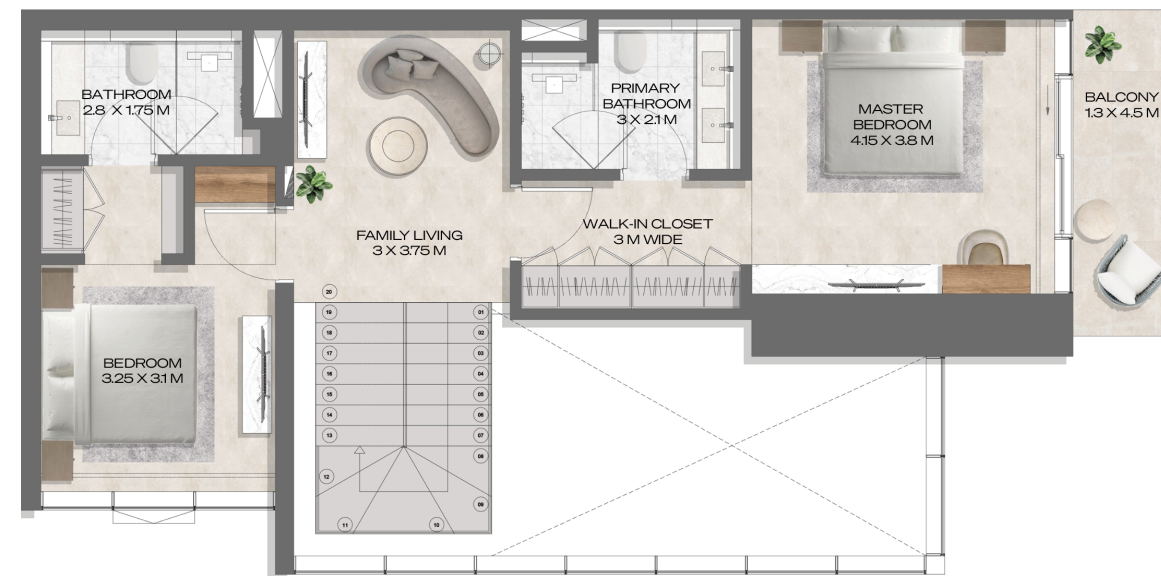 BATHROOM
2.8 X 1.75 M
PRIMARY
BATHROOM
3 X 2.1 M
MASTER
BEDROOM
4.15 X 3.8 M
BALCONY
1.3 X 4.5 M
FAMILY LIVING
3 X 3.75 M
WALK-IN CLOSET
3 M WIDE
BEDROOM
3.25 X 3.1 M
20
19
18
17
16
15
14
13
12
11
10
09
08
07
06
05
04
03
02
01